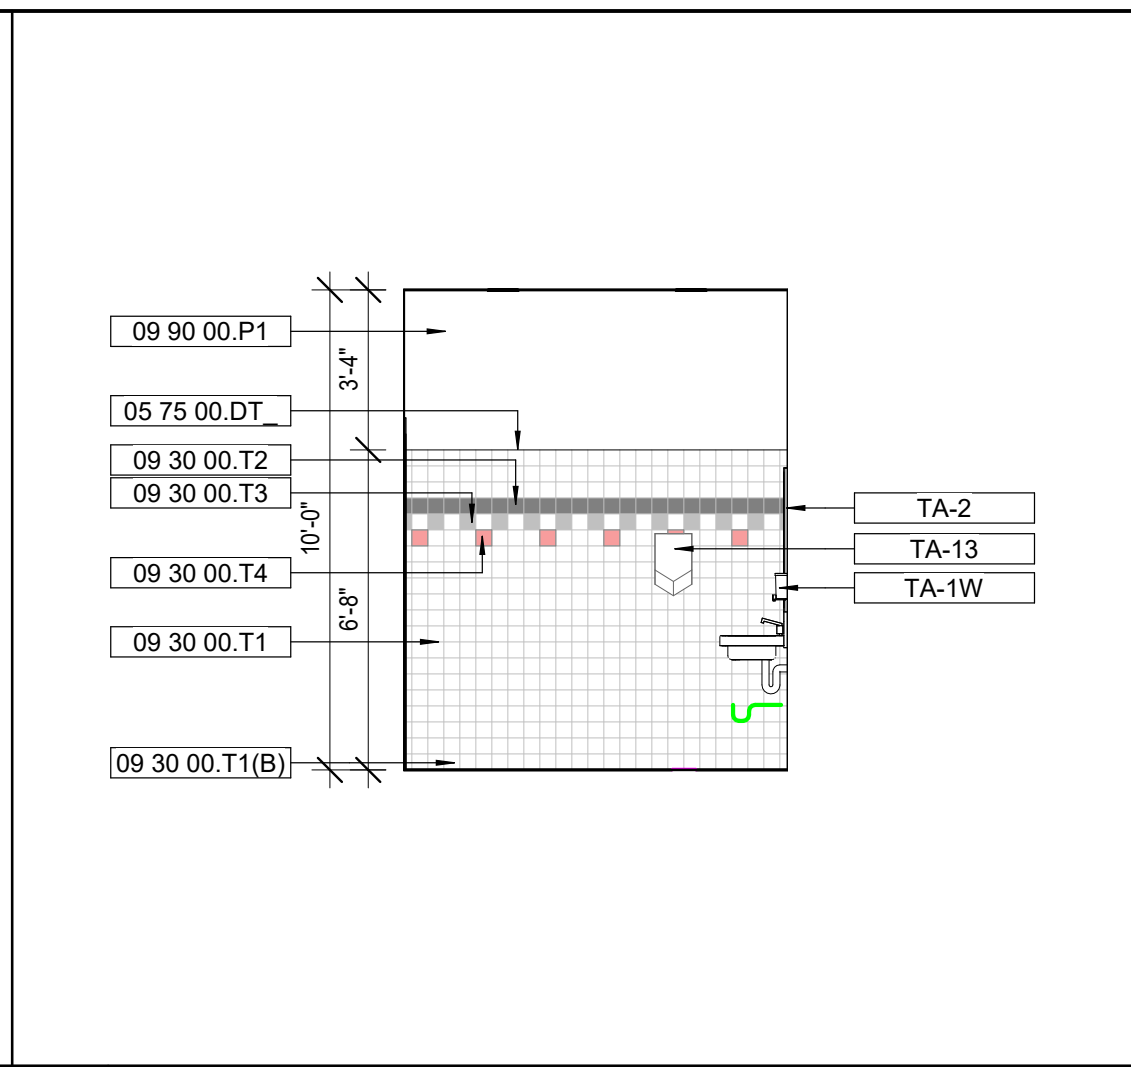 09 90 00.P1
3'-4"
05 75 00.DT_
09 30 00.T2
09 30 00.T3
10'-0"
09 30 00.T4
6'-8"
09 30 00.T1
09 30 00.T1(B)
TA-2
TA-13
TA-1W